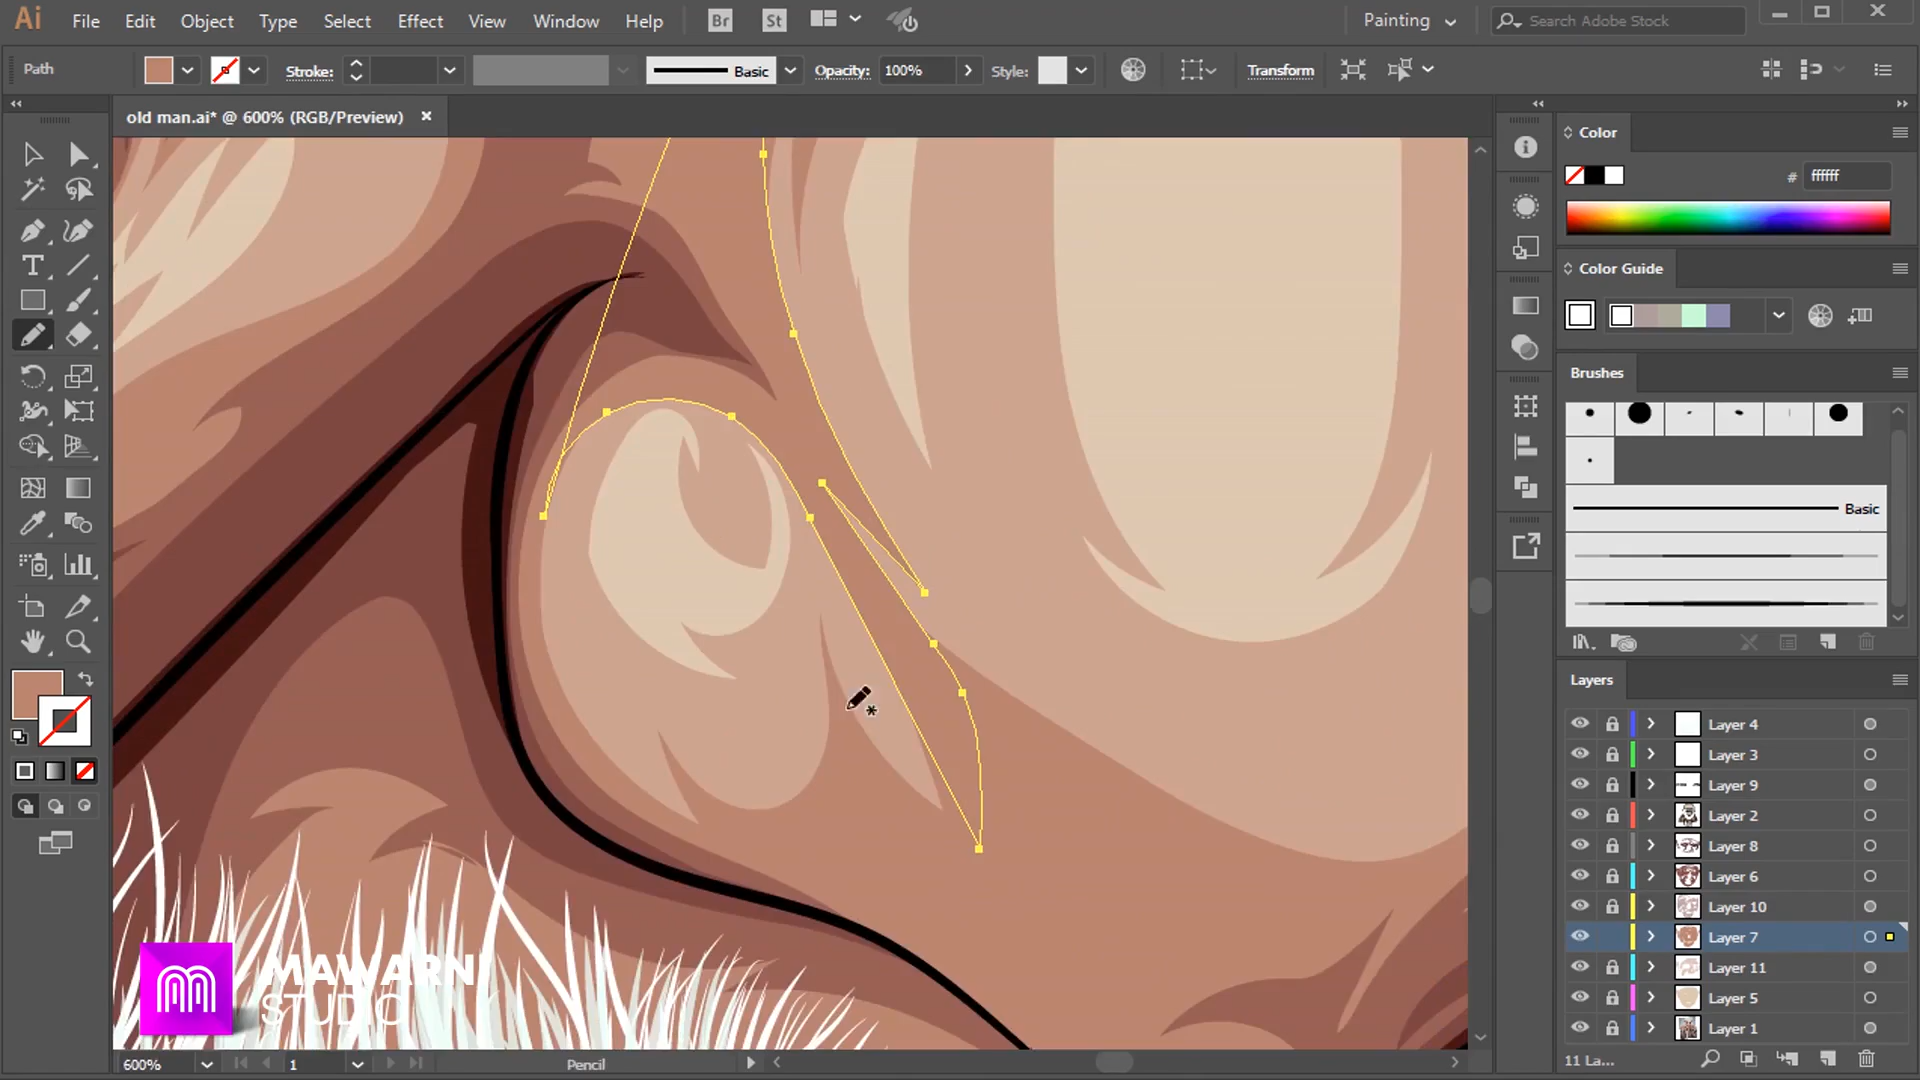 Ai File Edit Object Type Select Effect View Window Help Br St Painting Search Adobe Stock
Path Stroke: Basic Opacity: 100% Style: Transform
old man.ai* @ 600% (RGB/Preview)
Color
# ffffff
Color Guide
Brushes
Basic
Layers
Layer 4
Layer 3
Layer 9
Layer 2
Layer 8
Layer 6
Layer 10
Layer 7
Layer 11
Layer 5
Layer 1
11 La...
MAWARNI
STUDIO
600% 1 Pencil